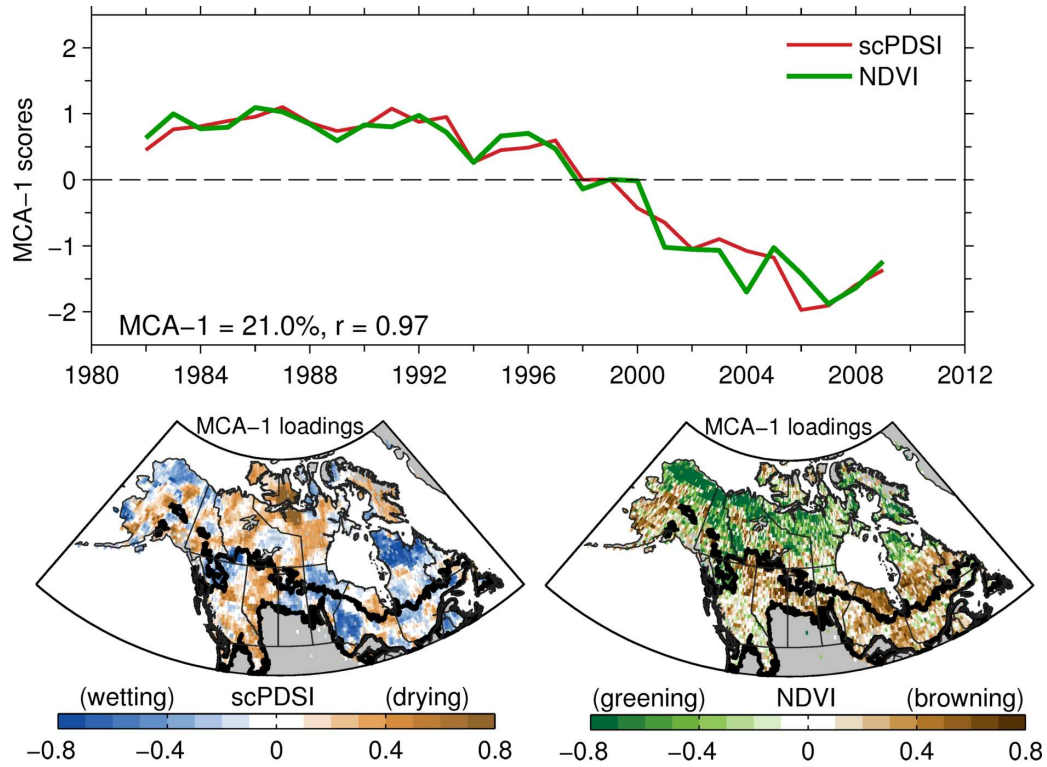 2
1
0
−1
−2
MCA−1 scores
scPDSI
NDVI
MCA−1 = 21.0%, r = 0.97
1980 1984 1988 1992 1996 2000 2004 2008 2012
MCA−1 loadings
MCA−1 loadings
(wetting) scPDSI (drying)
−0.8 −0.4 0 0.4 0.8
(greening) NDVI (browning)
−0.8 −0.4 0 0.4 0.8